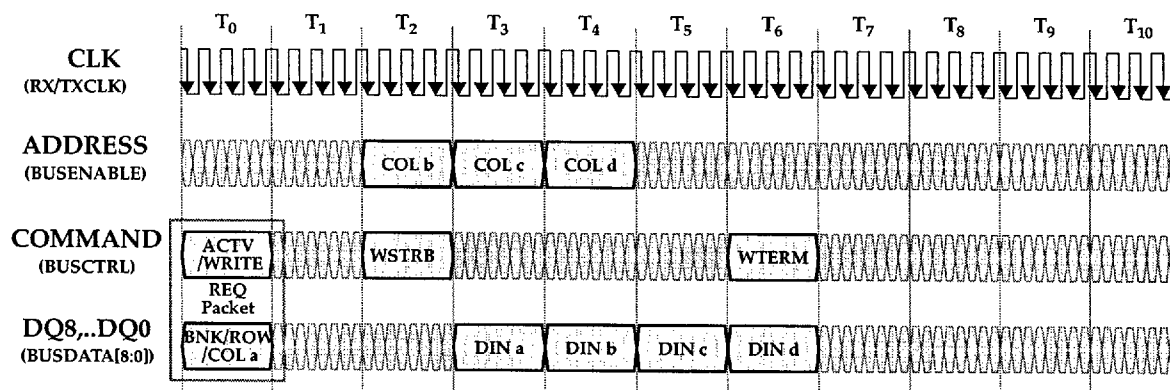 T0 T1 T2 T3 T4 T5 T6 T7 T8 T9 T10
CLK
(RX/TXCLK)
ADDRESS
(BUSENABLE)
COL b COL c COL d
COMMAND
(BUSCTRL)
ACTV
/WRITE
WSTRB WTERM
REQ
Packet
DQ8,..DQ0
(BUSDATA[8:0])
BNK/ROW
/COL a
DIN a DIN b DIN c DIN d